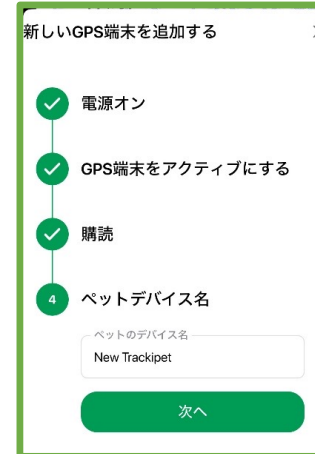 新しいGPS端末を追加する
電源オン
GPS端末をアクティブにする
購読
4 ペットデバイス名
ペットのデバイス名
New Trackipet
次へ